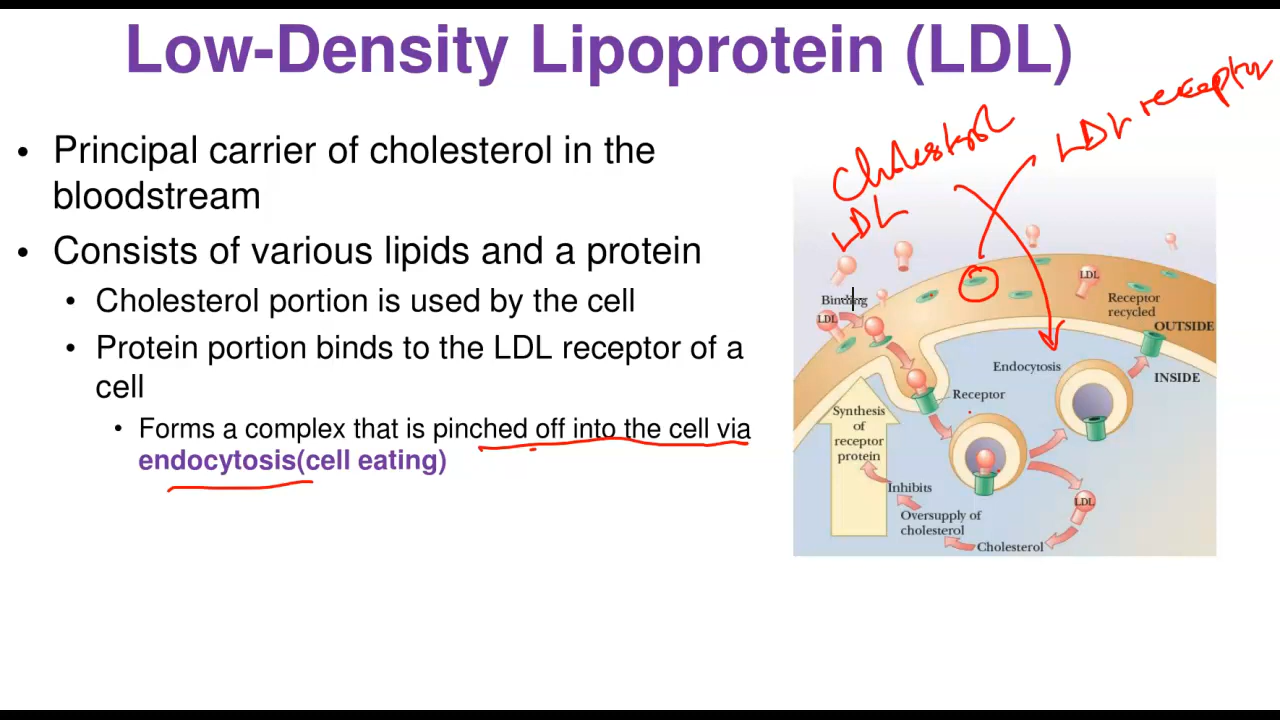 Low-Density Lipoprotein (LDL)
• Principal carrier of cholesterol in the
bloodstream
• Consists of various lipids and a protein
• Cholesterol portion is used by the cell
• Protein portion binds to the LDL receptor of a
cell
• Forms a complex that is pinched off into the cell via
endocytosis(cell eating)
Cholestrol
LDL
LDL receptor
Binding
LDL
LDL
Receptor
recycled
OUTSIDE
INSIDE
Endocytosis
Receptor
Synthesis
of
receptor
protein
Inhibits
Oversupply of
cholesterol
Cholesterol
LDL